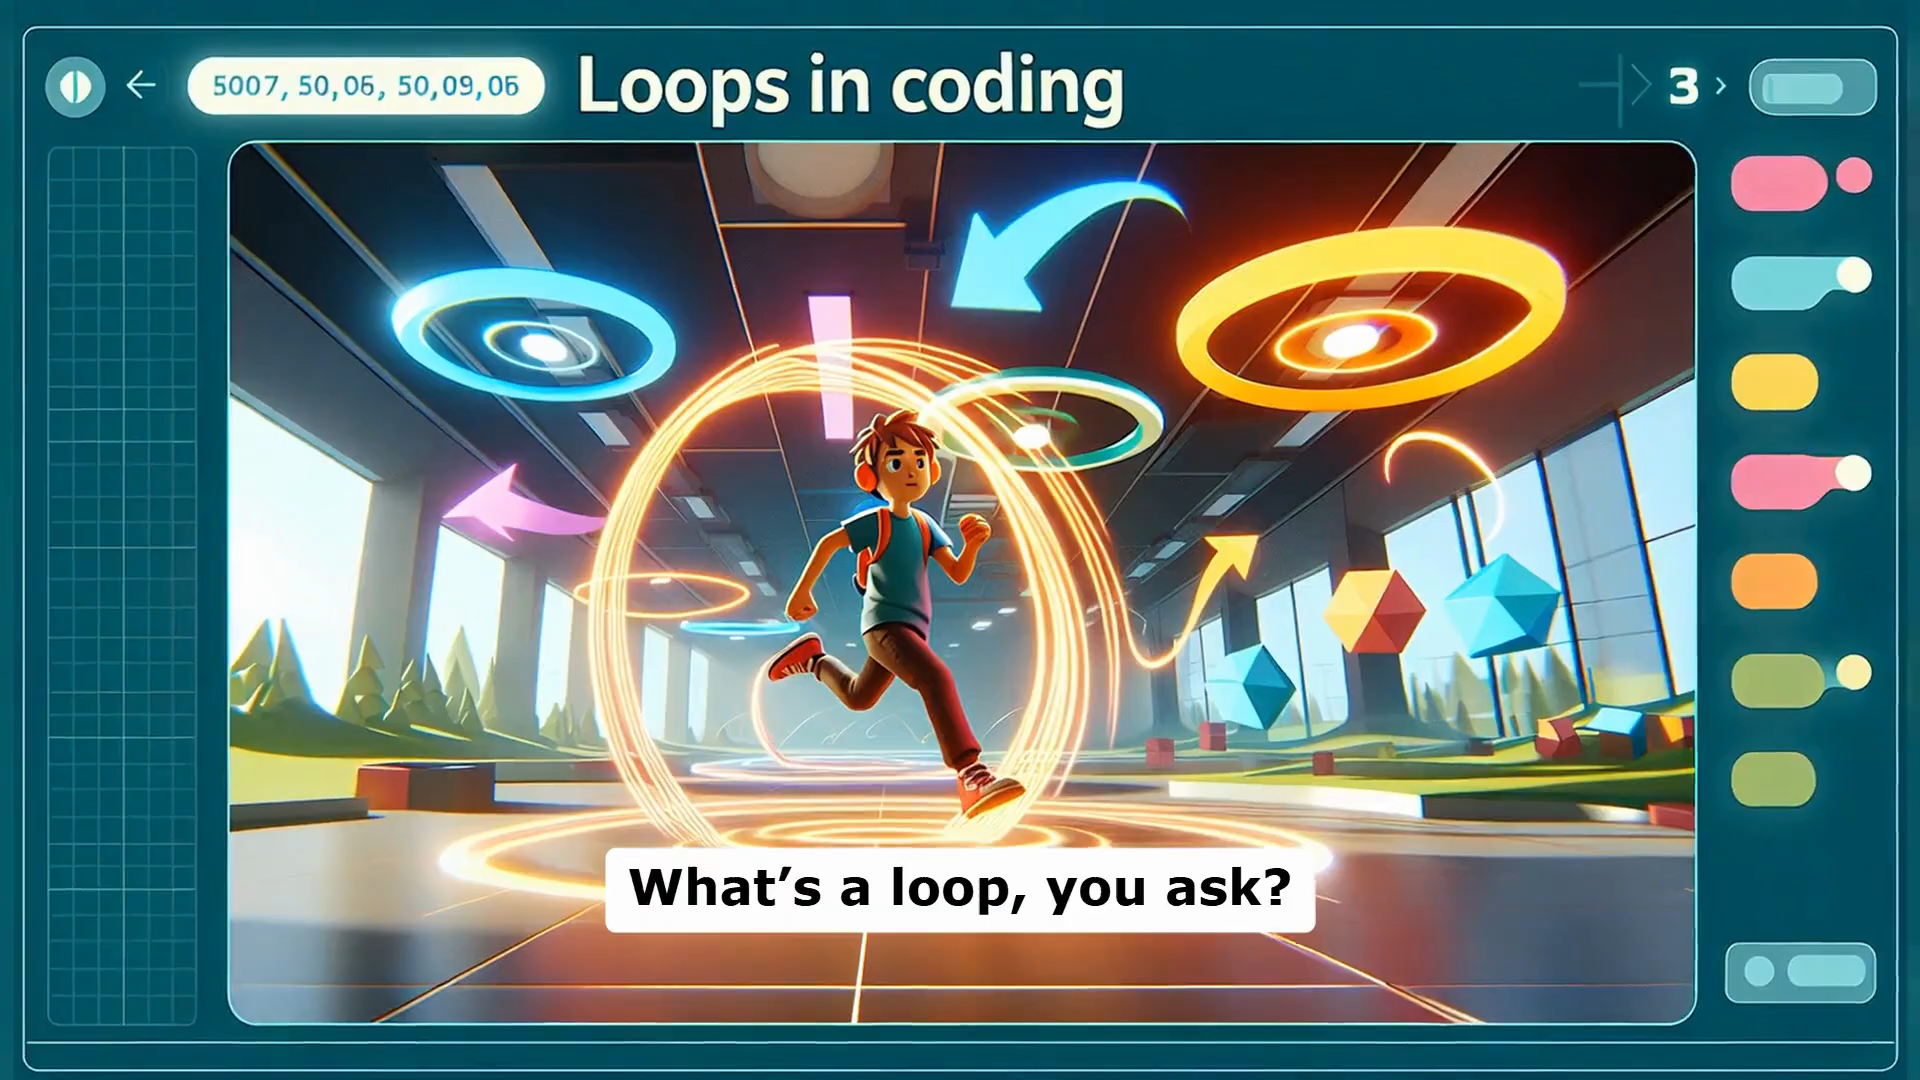 5007, 50,06, 50,09,06
Loops in coding
3
What's a loop, you ask?